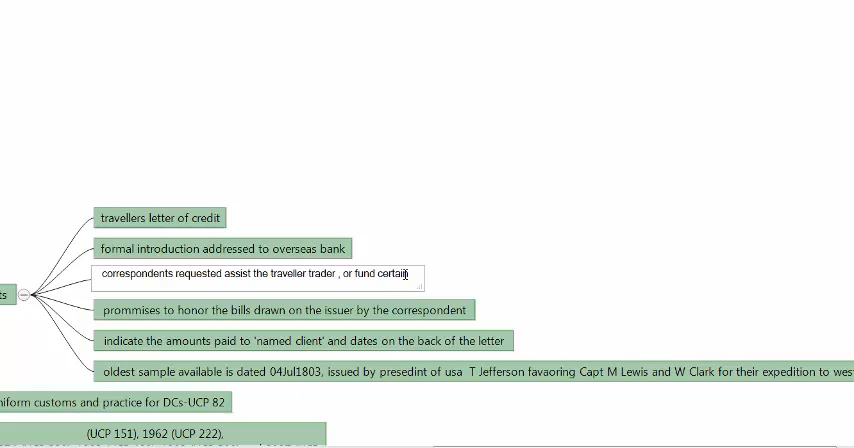 travellers letter of credit
formal introduction addressed to overseas bank
correspondents requested assist the traveller trader , or fund certain
ts
prommises to honor the bills drawn on the issuer by the correspondent
indicate the amounts paid to 'named client' and dates on the back of the letter
oldest sample available is dated 04Jul1803, issued by presedint of usa T Jefferson favaoring Capt M Lewis and W Clark for their expedition to wes
niform customs and practice for DCs-UCP 82
(UCP 151), 1962 (UCP 222),